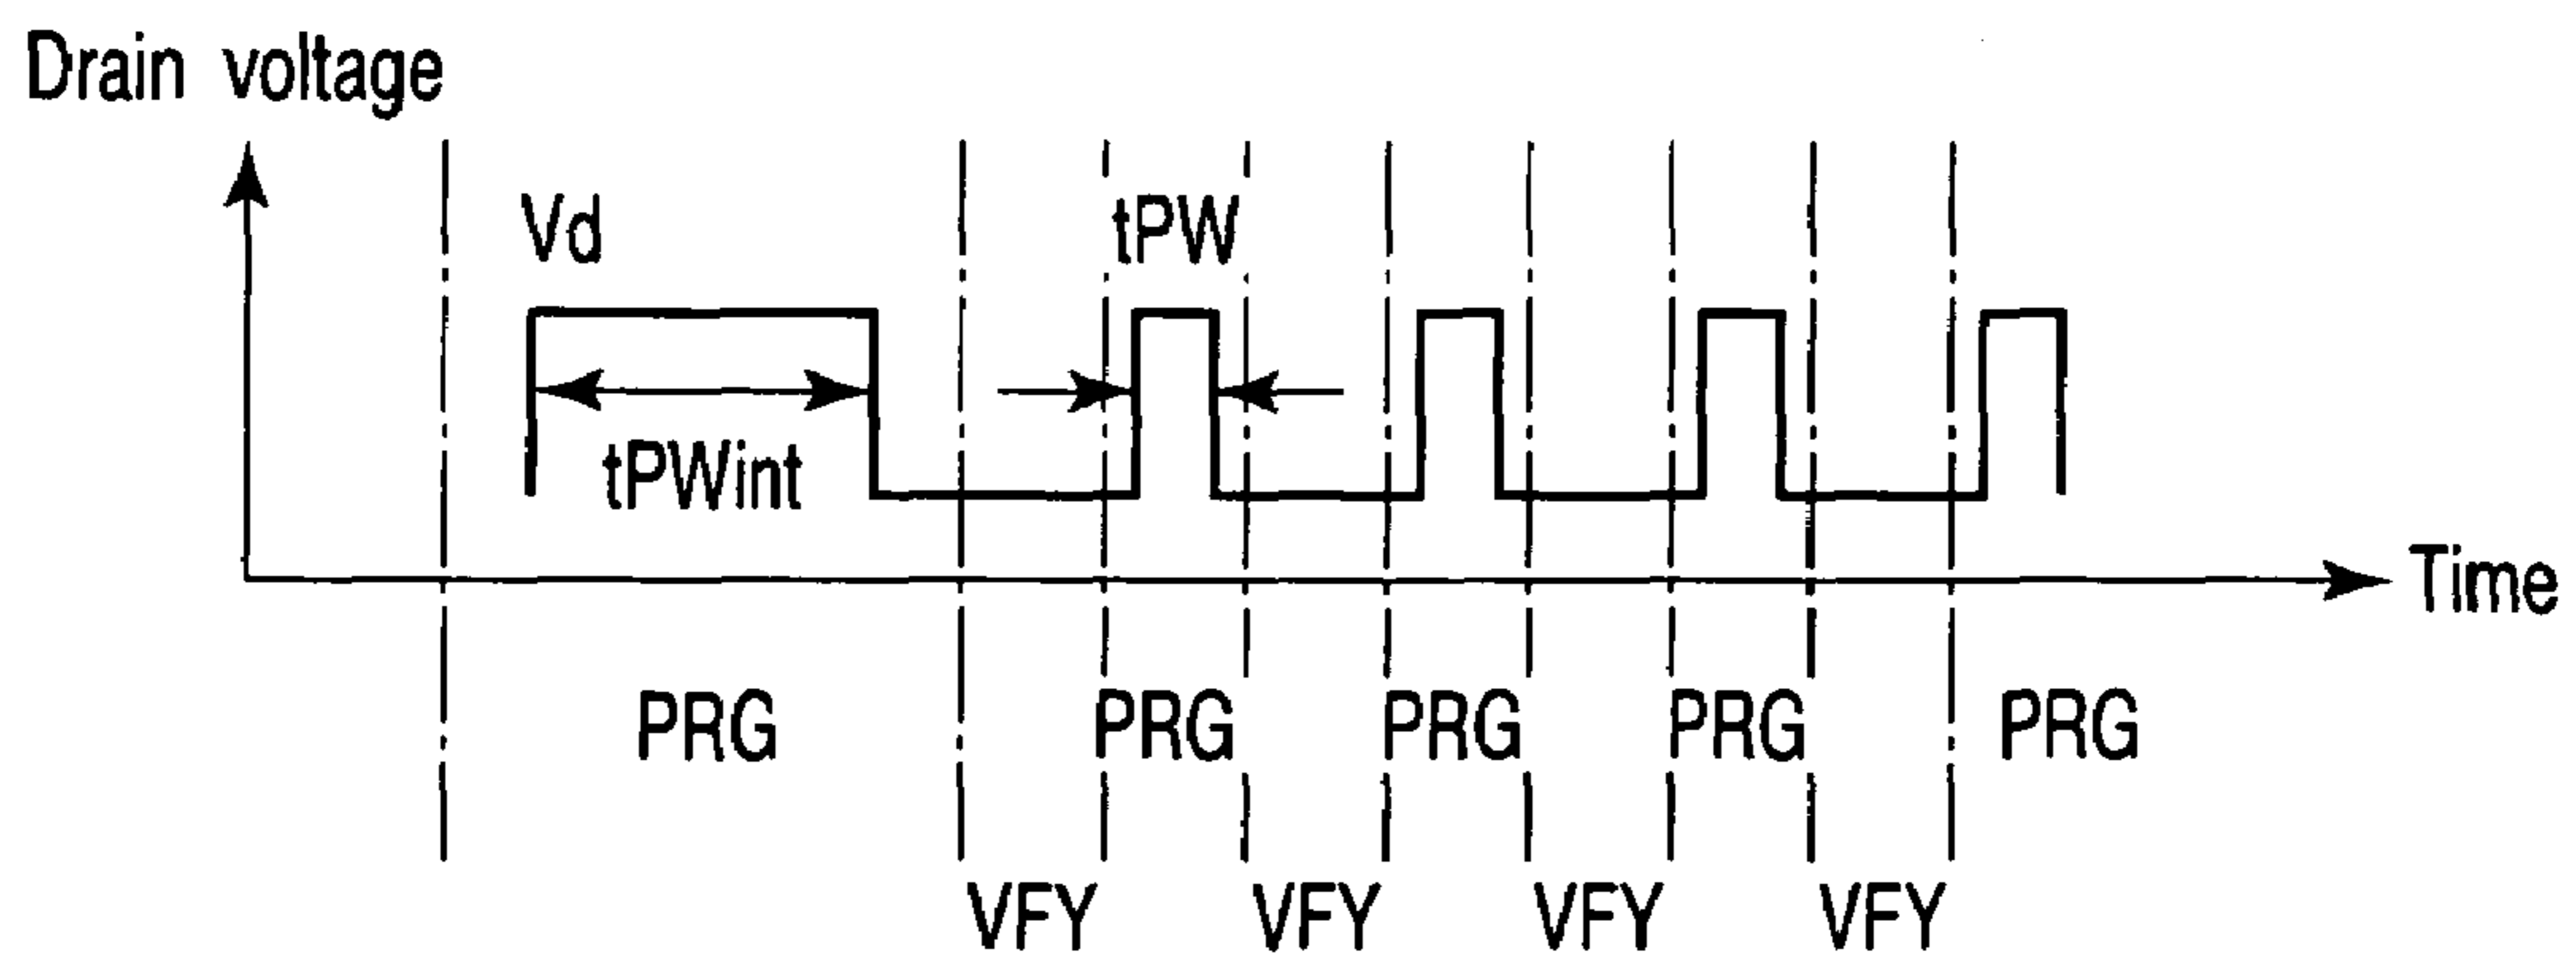 Drain voltage
Vd
tPW
tPWint
Time
PRG PRG PRG PRG PRG
VFY VFY VFY VFY